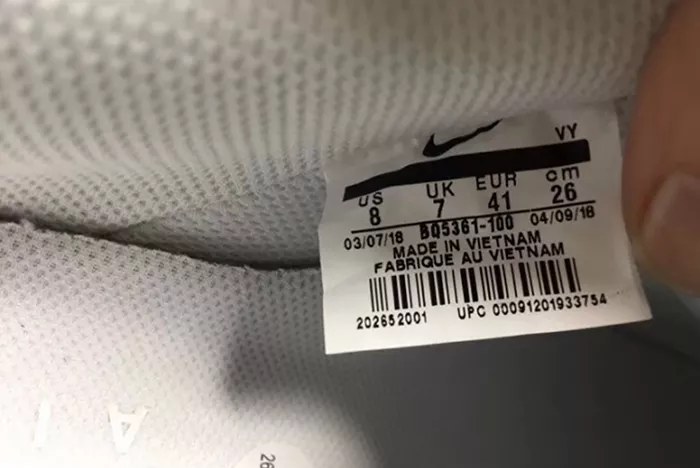 VY
US UK EUR cm
8 7 41 26
03/07/18 BQ5361-100 04/09/18
MADE IN VIETNAM
FABRIQUE AU VIETNAM
202652001 UPC 00091201933754
A I
26